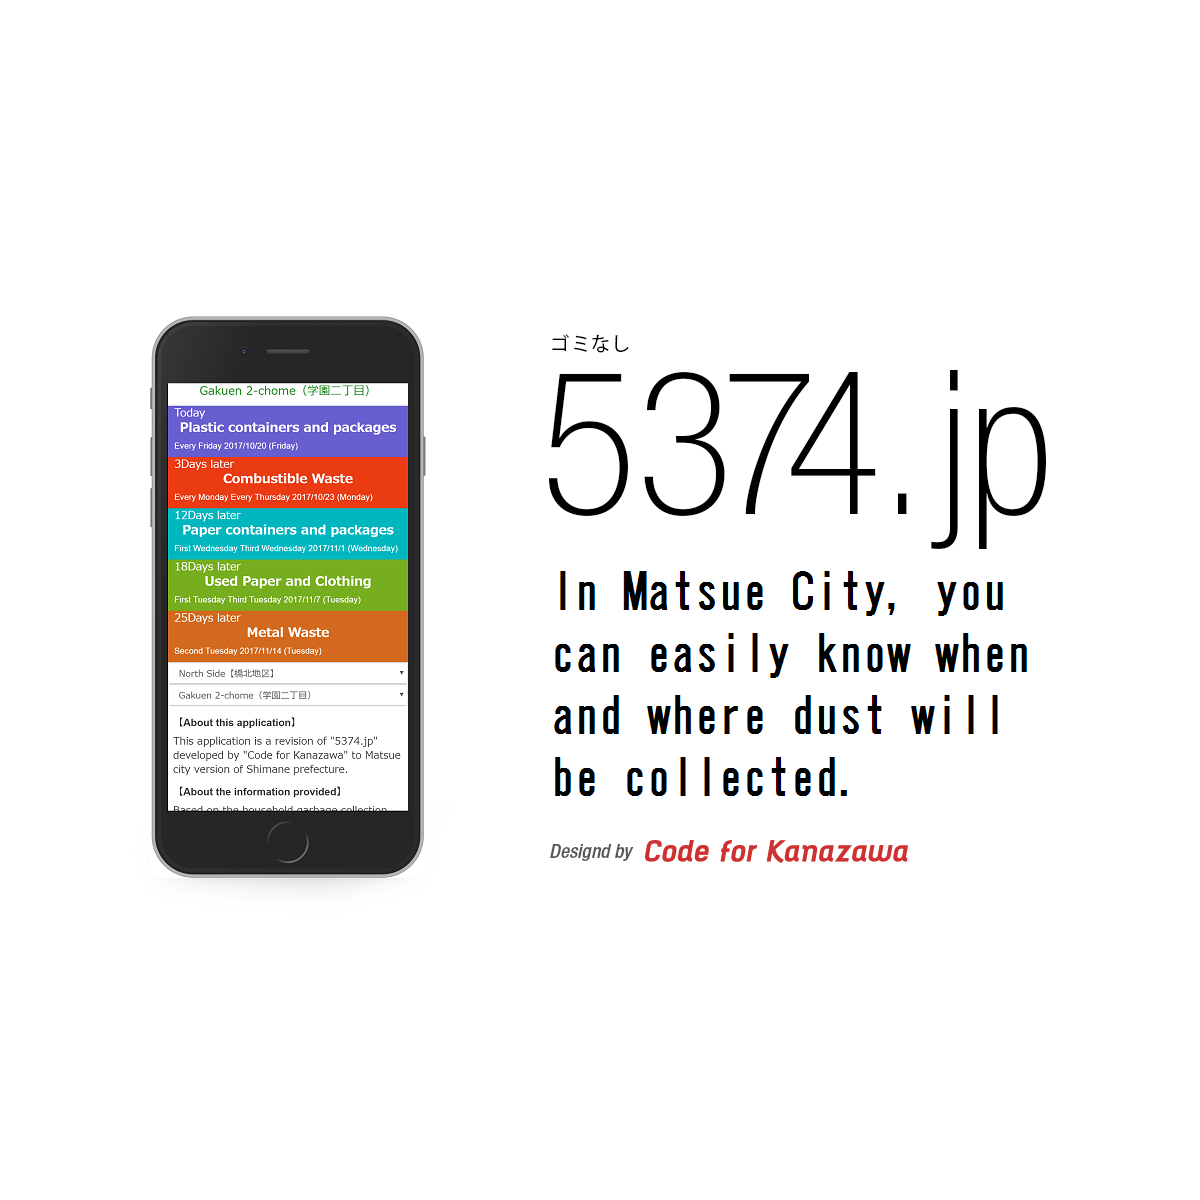 Gakuen 2-chome（学園二丁目）
Today
Plastic containers and packages
Every Friday 2017/10/20 (Friday)
3Days later
Combustible Waste
Every Monday Every Thursday 2017/10/23 (Monday)
12Days later
Paper containers and packages
First Wednesday Third Wednesday 2017/11/1 (Wednesday)
18Days later
Used Paper and Clothing
First Tuesday Third Tuesday 2017/11/7 (Tuesday)
25Days later
Metal Waste
Second Tuesday 2017/11/14 (Tuesday)
North Side【橋北地区】
Gakuen 2-chome（学園二丁目）
【About this application】
This application is a revision of "5374.jp"
developed by "Code for Kanazawa" to Matsue
city version of Shimane prefecture.
【About the information provided】
Based on the household garbage collection
ゴミなし
5374.jp
In Matsue City, you
can easily know when
and where dust will
be collected.
Designd by Code for Kanazawa